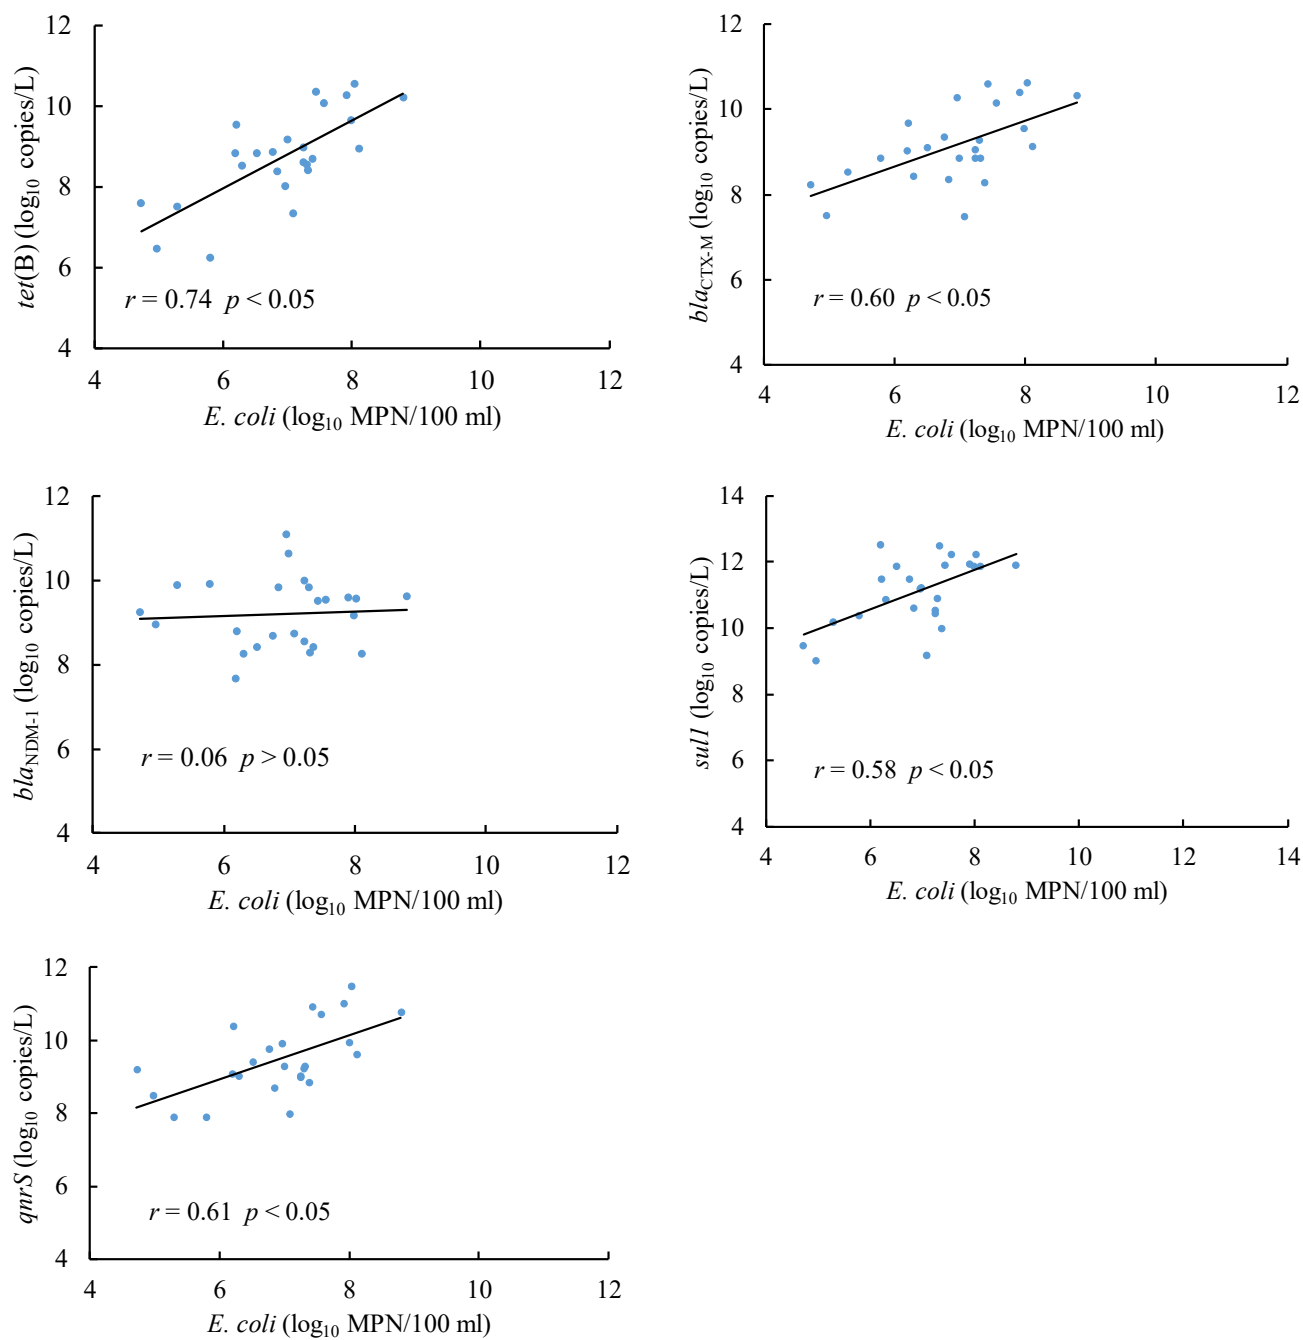 12
10
8
6
4
tet(B) (log₁₀ copies/L)
r = 0.74 p < 0.05
4 6 8 10 12
E. coli (log₁₀ MPN/100 ml)
12
10
8
6
4
bla_CTX-M (log₁₀ copies/L)
r = 0.60 p < 0.05
4 6 8 10 12
E. coli (log₁₀ MPN/100 ml)
12
10
8
6
4
bla_NDM-1 (log₁₀ copies/L)
r = 0.06 p > 0.05
4 6 8 10 12
E. coli (log₁₀ MPN/100 ml)
14
12
10
8
6
4
sul1 (log₁₀ copies/L)
r = 0.58 p < 0.05
4 6 8 10 12 14
E. coli (log₁₀ MPN/100 ml)
12
10
8
6
4
qnrS (log₁₀ copies/L)
r = 0.61 p < 0.05
4 6 8 10 12
E. coli (log₁₀ MPN/100 ml)